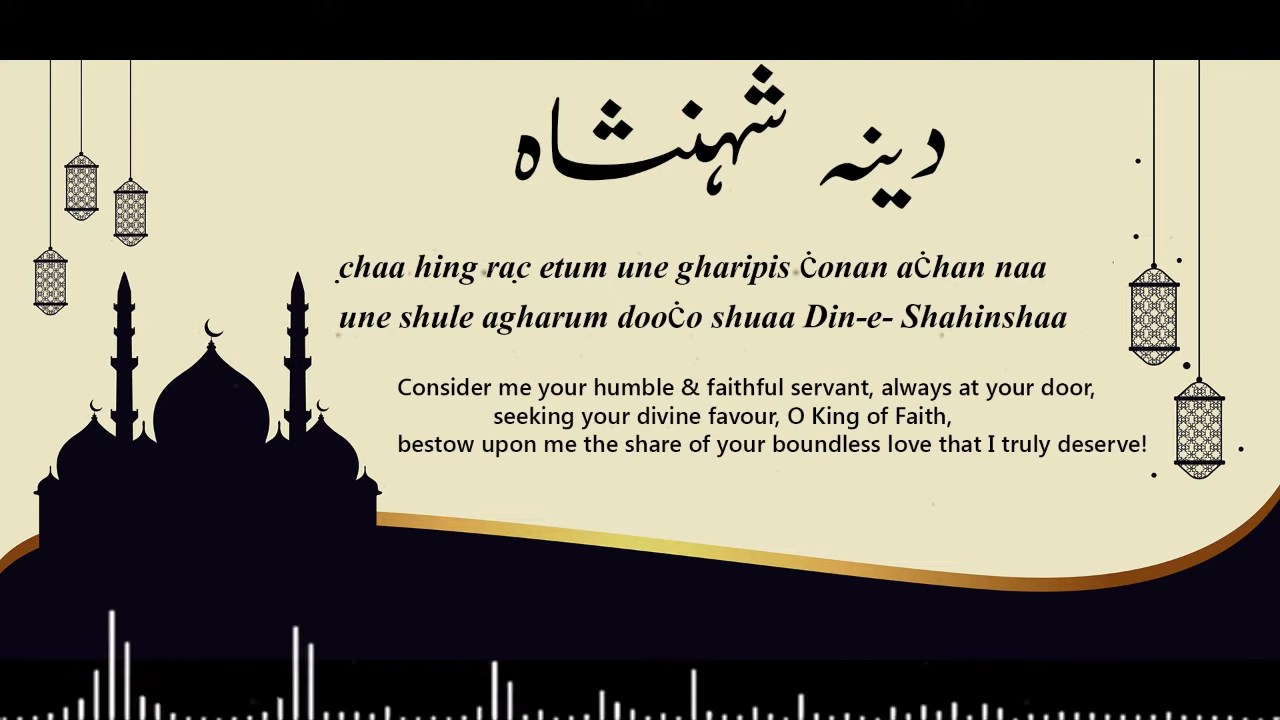 دینہ شہنشاہ
c̣haa hing rac̣ etum une gharipis Ċonan aĊhan naa
une shule agharum dooĊo shuaa Din-e- Shahinshaa
Consider me your humble & faithful servant, always at your door,
seeking your divine favour, O King of Faith,
bestow upon me the share of your boundless love that I truly deserve!